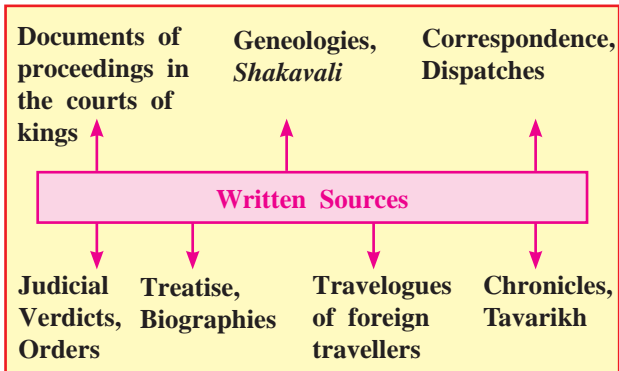 Documents of
proceedings in
the courts of
kings
Geneologies,
Shakavali
Correspondence,
Dispatches
Written Sources
Judicial
Verdicts,
Orders
Treatise,
Biographies
Travelogues
of foreign
travellers
Chronicles,
Tavarikh